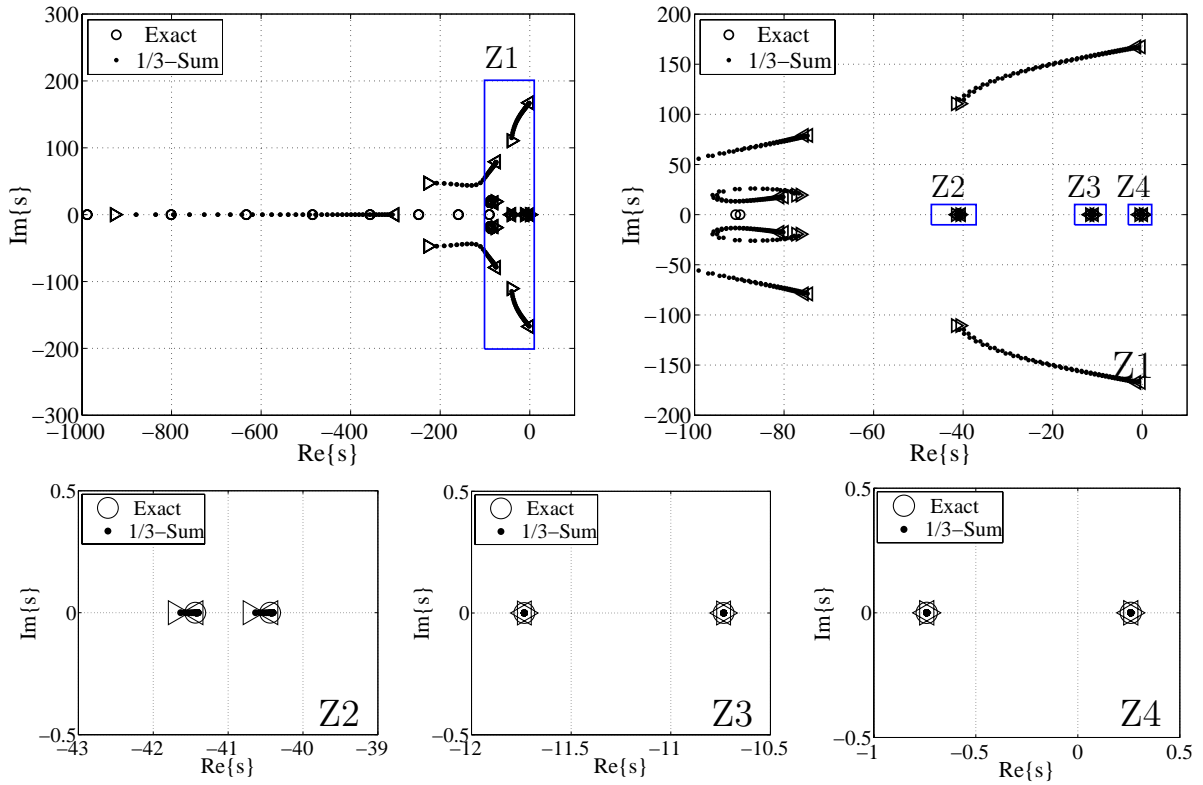 300
200
100
0
−100
−200
−300
−1000
−800
−600
−400
−200
0
Im{s}
Re{s}
Exact
1/3−Sum
Z1
200
150
100
50
0
−50
−100
−150
−200
−100
−80
−60
−40
−20
0
Im{s}
Re{s}
Exact
1/3−Sum
Z2
Z3
Z4
Z1
0.5
0
−0.5
−43
−42
−41
−40
−39
Im{s}
Re{s}
Exact
1/3−Sum
Z2
0.5
0
−0.5
−12
−11.5
−11
−10.5
Im{s}
Re{s}
Exact
1/3−Sum
Z3
0.5
0
−0.5
−1
−0.5
0
0.5
Im{s}
Re{s}
Exact
1/3−Sum
Z4